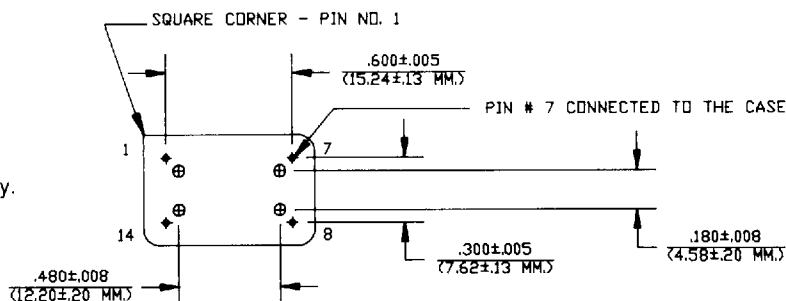 SQUARE CORNER - PIN NO. 1
.600±.005
(15.24±.13 MM.)
PIN # 7 CONNECTED TO THE CASE
1
7
y.
14
8
.300±.005
(7.62±.13 MM.)
.180±.008
(4.58±.20 MM.)
.480±.008
(12.20±.20 MM.)